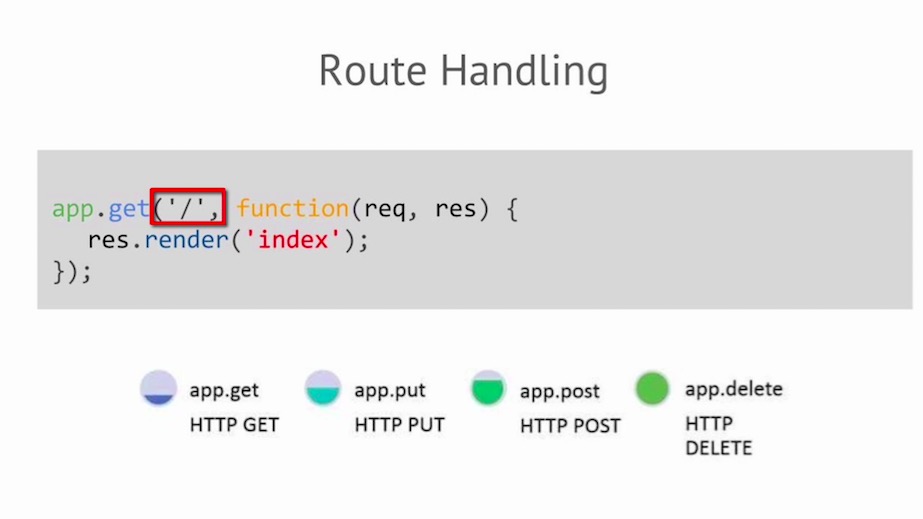 Route Handling
app.get('/', function(req, res) {
res.render('index');
});
app.get
HTTP GET
app.put
HTTP PUT
app.post
HTTP POST
app.delete
HTTP
DELETE